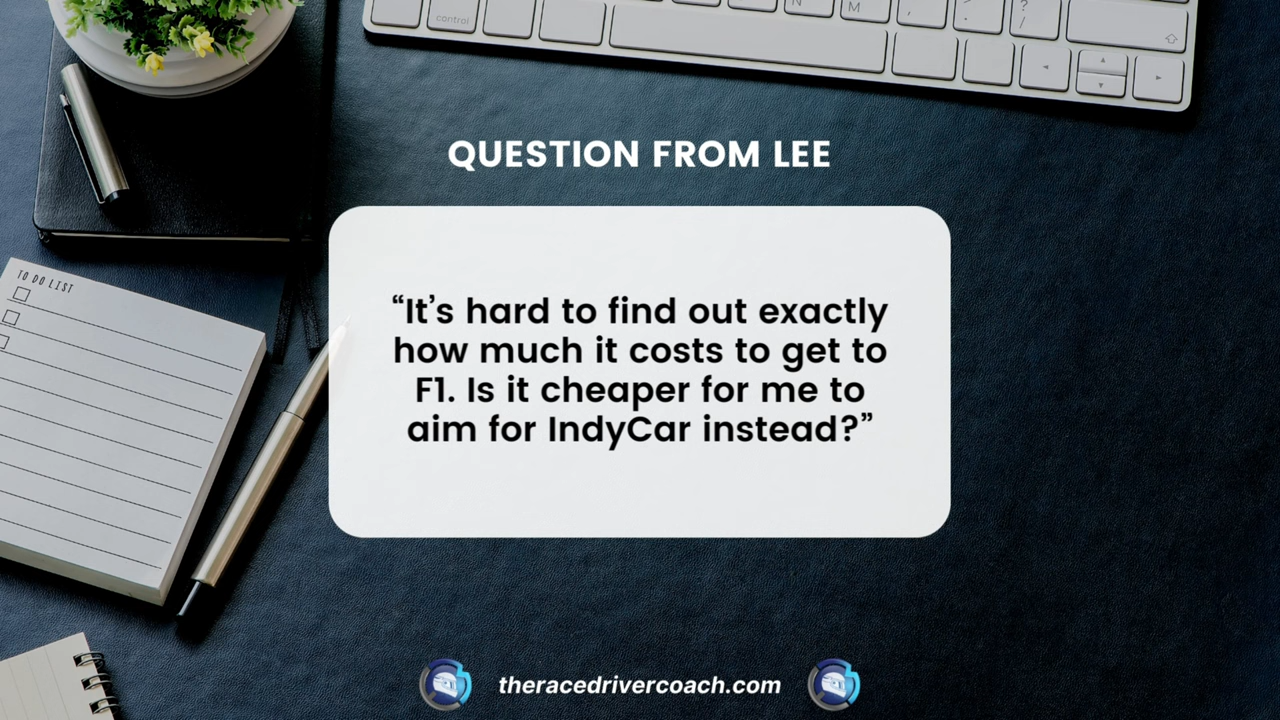 control
N
M
,
.
?
/
QUESTION FROM LEE
TO DO LIST
“It’s hard to find out exactly
how much it costs to get to
F1. Is it cheaper for me to
aim for IndyCar instead?”
theracedrivercoach.com